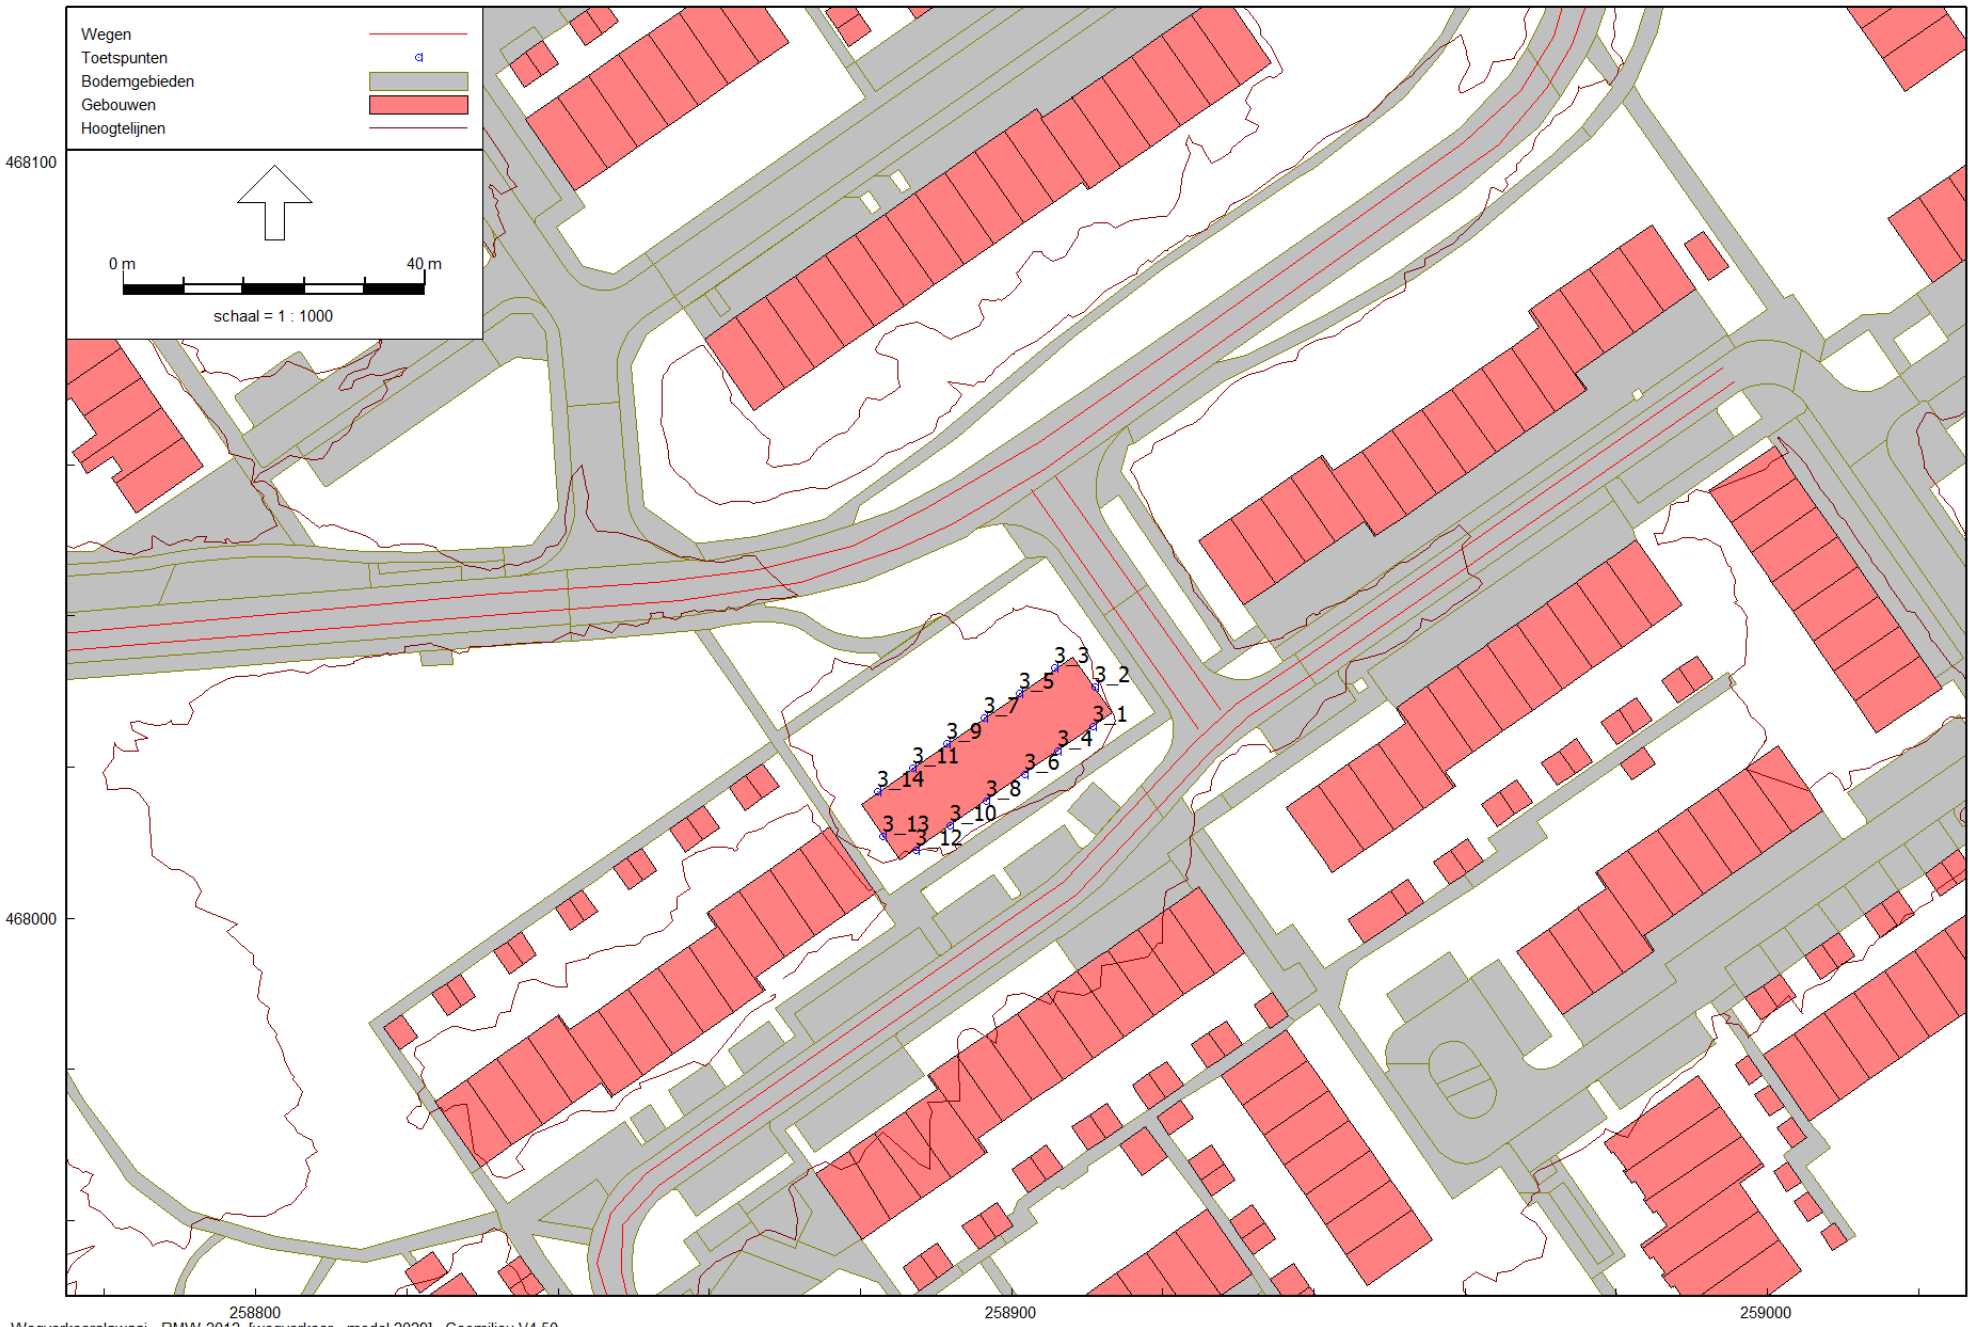 Wegen
Toetspunten
Bodemgebieden
Gebouwen
Hoogtelijnen
0 m 40 m
schaal = 1 : 1000
468100
468000
3_3
3_2
3_5
3_7
3_1
3_9
3_4
3_11
3_6
3_14
3_8
3_10
3_13
3_12
258800 258900 259000